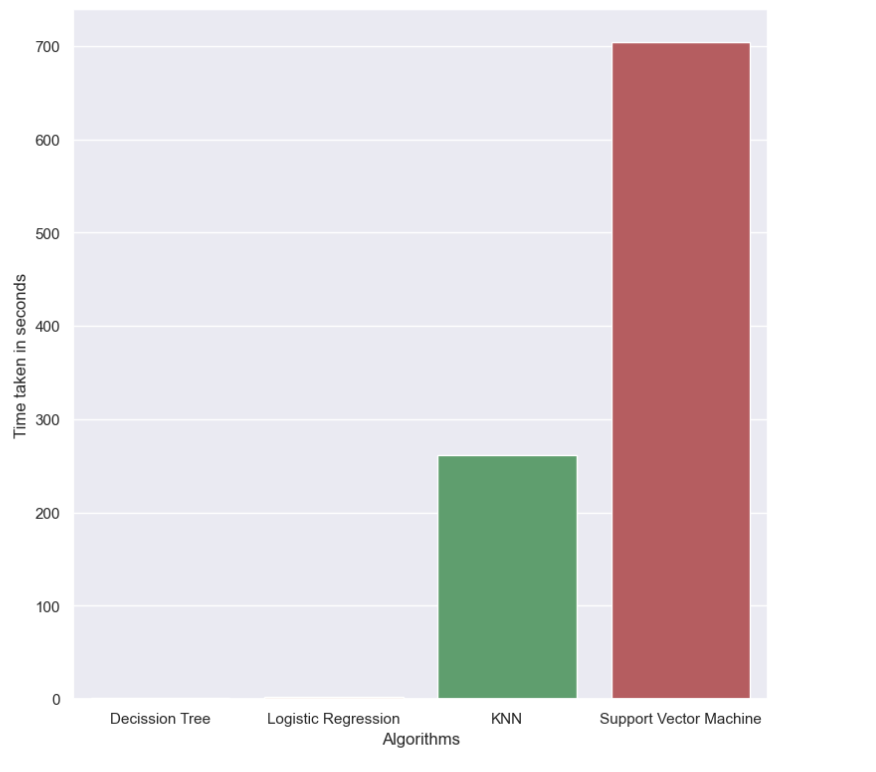 700
600
500
400
300
200
100
0
Time taken in seconds
Decission Tree
Logistic Regression
KNN
Support Vector Machine
Algorithms